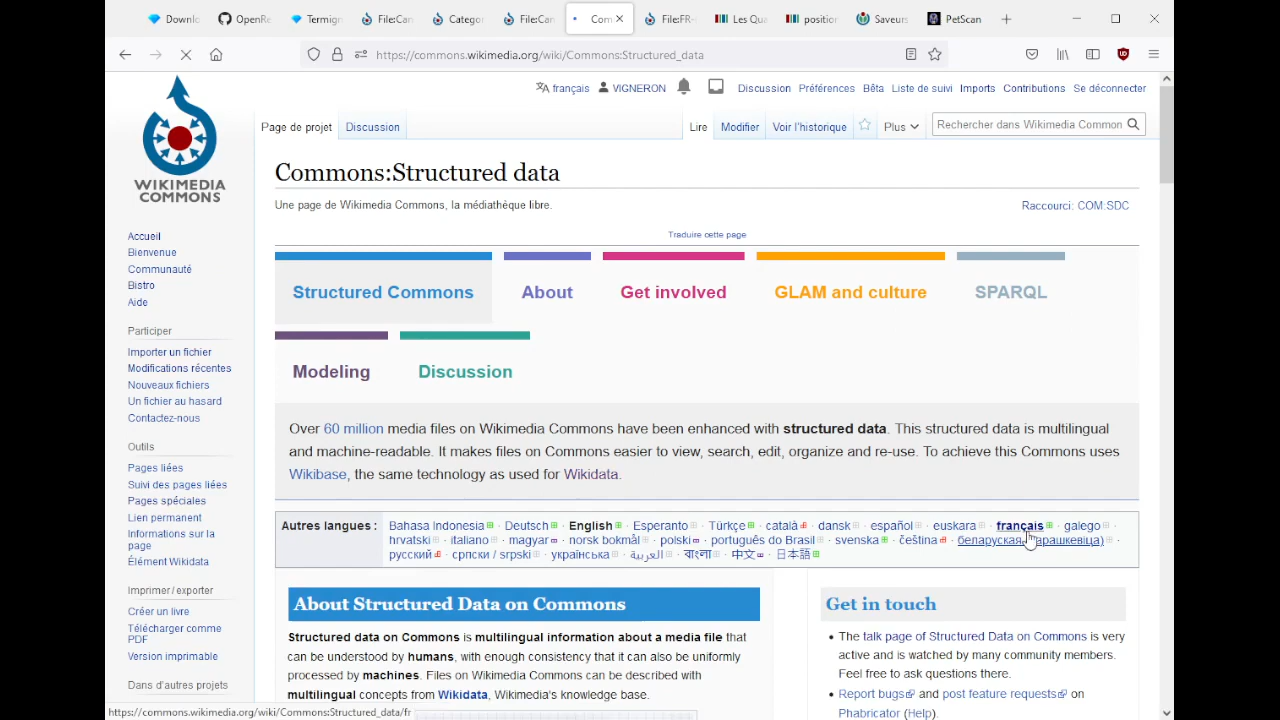 Downlo
OpenRe
Termign
File:Can
Categor
File:Can
Com
File:FR-
Les Qua
position
Saveurs
PetScan
https://commons.wikimedia.org/wiki/Commons:Structured_data
français VIGNERON Discussion Préférences Bêta Liste de suivi Imports Contributions Se déconnecter
WIKIMEDIA
COMMONS
Page de projet Discussion Lire Modifier Voir l'historique Plus Rechercher dans Wikimedia Common
Commons:Structured data
Une page de Wikimedia Commons, la médiathèque libre.
Raccourci: COM:SDC
Traduire cette page
Accueil
Bienvenue
Communauté
Bistro
Aide
Participer
Importer un fichier
Modifications récentes
Nouveaux fichiers
Un fichier au hasard
Contactez-nous
Outils
Pages liées
Suivi des pages liées
Pages spéciales
Lien permanent
Informations sur la
page
Élément Wikidata
Imprimer / exporter
Créer un livre
Télécharger comme
PDF
Version imprimable
Dans d'autres projets
Structured Commons About Get involved GLAM and culture SPARQL
Modeling Discussion
Over 60 million media files on Wikimedia Commons have been enhanced with structured data. This structured data is multilingual
and machine-readable. It makes files on Commons easier to view, search, edit, organize and re-use. To achieve this Commons uses
Wikibase, the same technology as used for Wikidata.
Autres langues : Bahasa Indonesia · Deutsch · English · Esperanto · Türkçe · català · dansk · español · euskara · français · galego ·
hrvatski · italiano · magyar · norsk bokmål · polski · português do Brasil · svenska · čeština ·
русский · српски / srpski · українська · العربية · বাংলা · 中文 · 日本語
About Structured Data on Commons
Structured data on Commons is multilingual information about a media file that
can be understood by humans, with enough consistency that it can also be uniformly
processed by machines. Files on Wikimedia Commons can be described with
multilingual concepts from Wikidata, Wikimedia's knowledge base.
Get in touch
The talk page of Structured Data on Commons is very
active and is watched by many community members.
Feel free to ask questions there.
Report bugs and post feature requests on
Phabricator (Help).
https://commons.wikimedia.org/wiki/Commons:Structured_data/fr